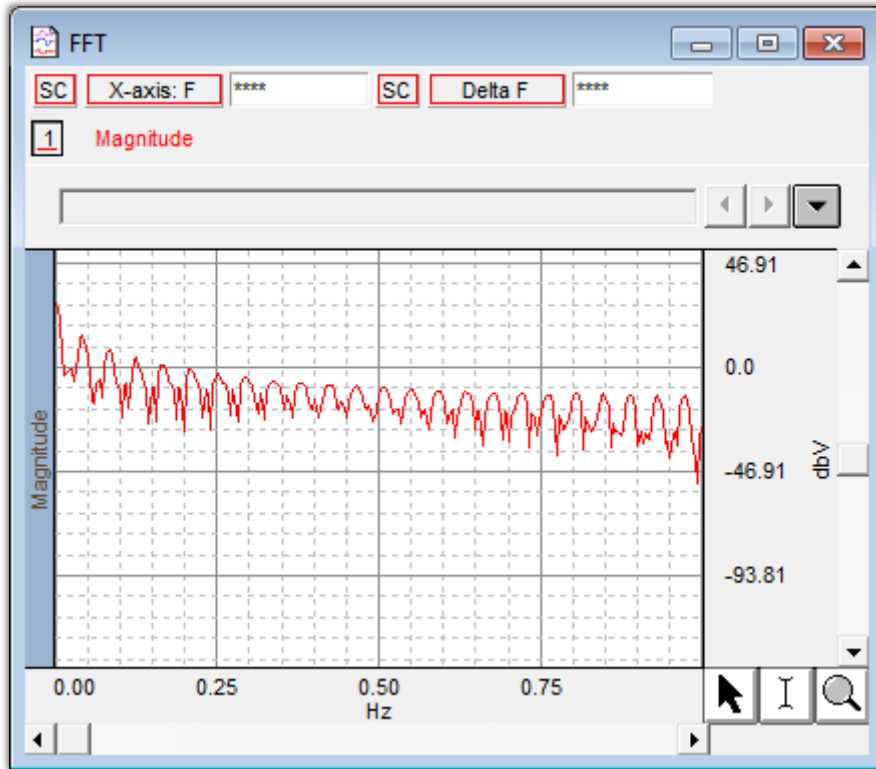 FFT
SC X-axis: F **** SC Delta F ****
1 Magnitude
46.91
0.0
-46.91
-93.81
dbV
Magnitude
0.00 0.25 0.50 0.75
Hz